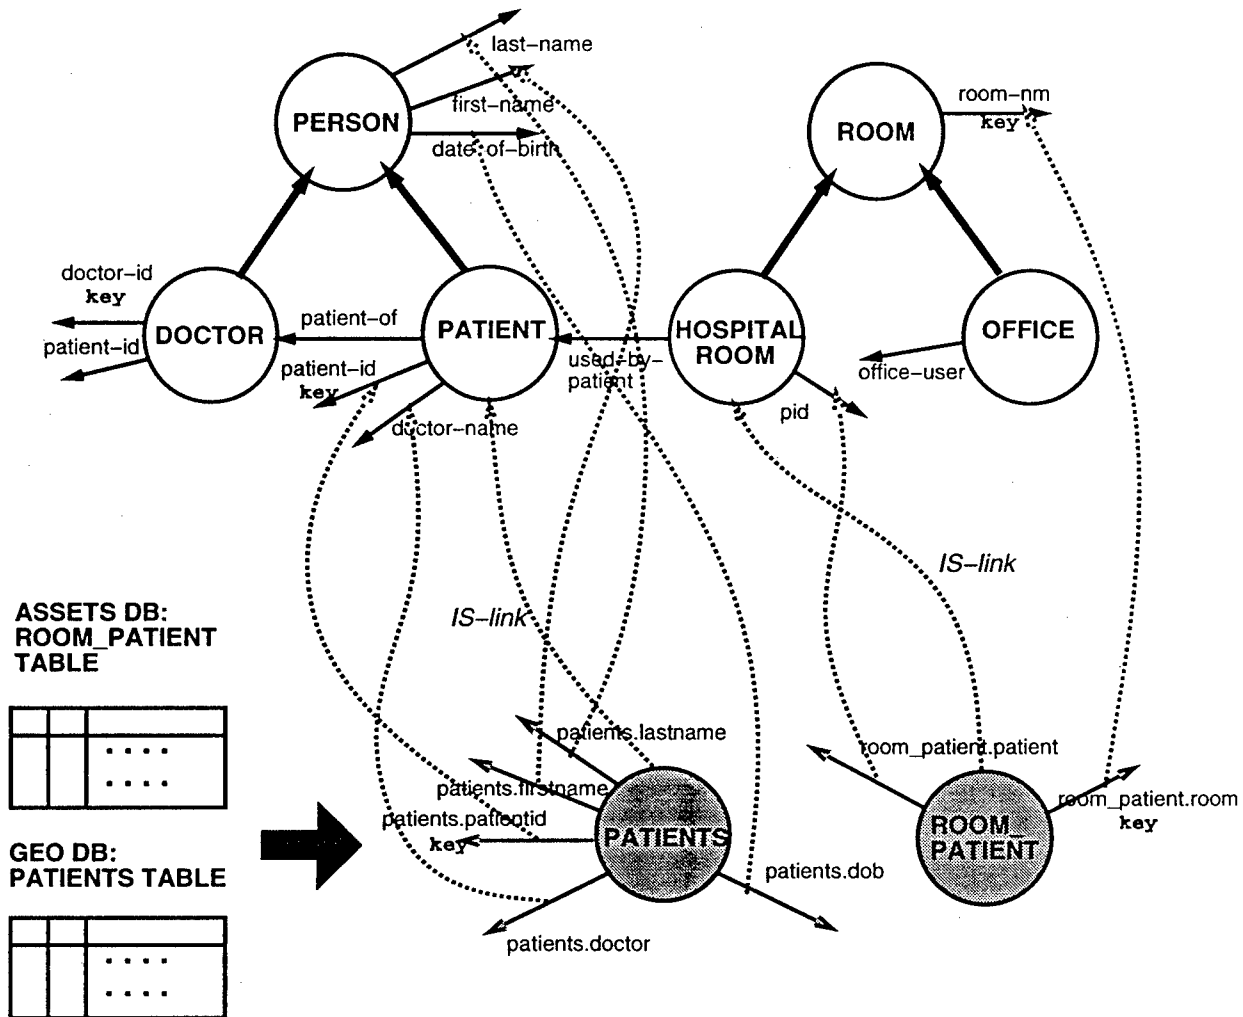 last-name
first-name
date-of-birth
PERSON
room-nm
key
ROOM
doctor-id
key
patient-id
DOCTOR
patient-of
PATIENT
patient-id
key
doctor-name
used-by-
patient
HOSPITAL
ROOM
pid
OFFICE
office-user
IS-link
IS-link
ASSETS DB:
ROOM_PATIENT
TABLE
GEO DB:
PATIENTS TABLE
patients.lastname
patients.firstname
patients.patientid
key
PATIENTS
patients.doctor
patients.dob
room_patient.patient
ROOM_
PATIENT
room_patient.room
key